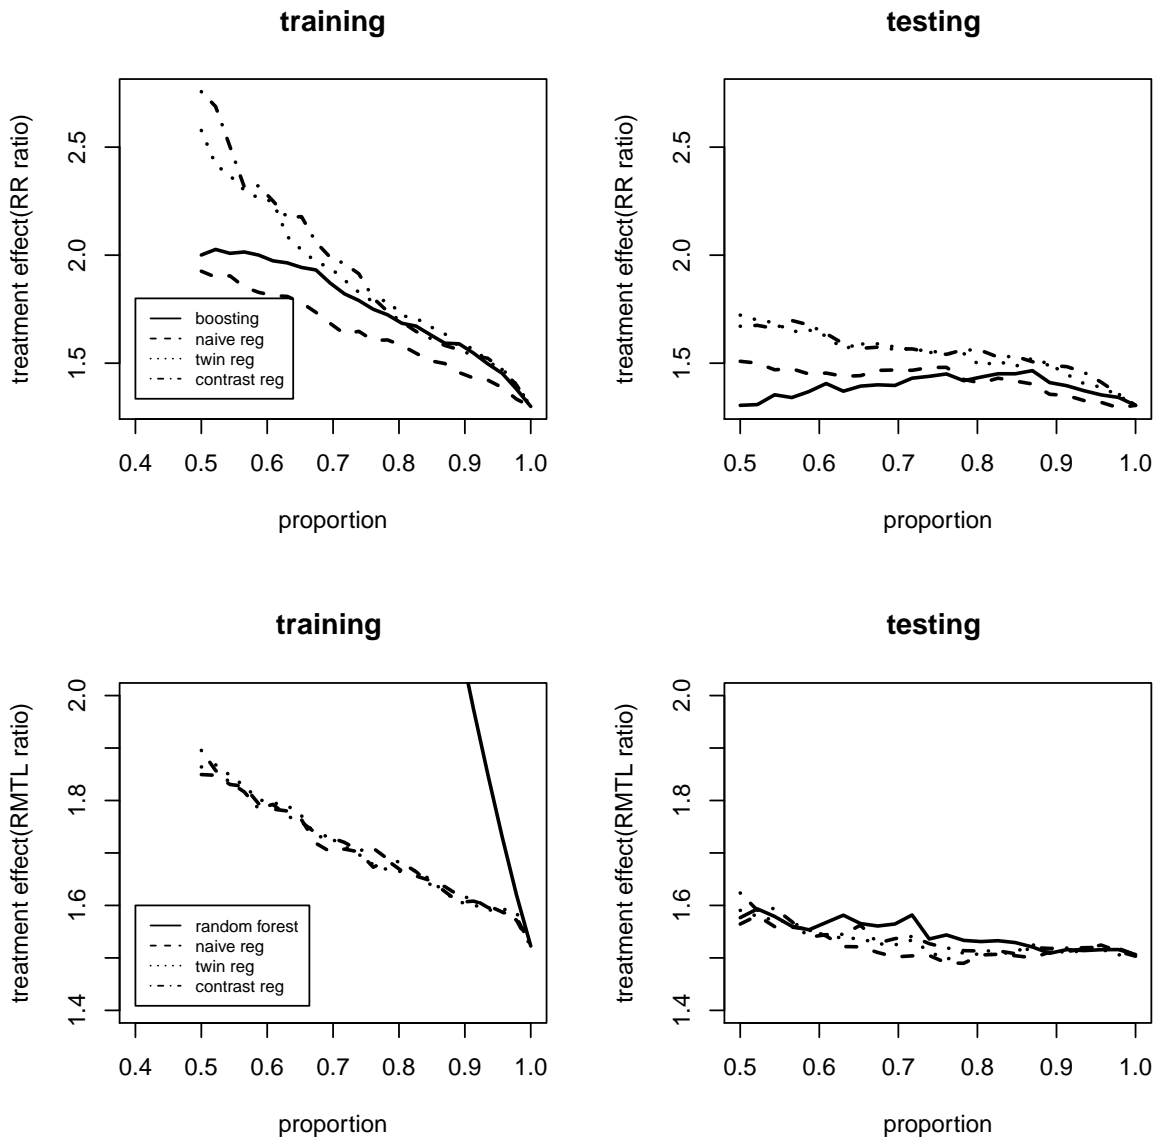 training
treatment effect(RR ratio)
2.5
2.0
1.5
boosting
naive reg
twin reg
contrast reg
0.4 0.5 0.6 0.7 0.8 0.9 1.0
proportion
testing
treatment effect(RR ratio)
2.5
2.0
1.5
0.5 0.6 0.7 0.8 0.9 1.0
proportion
training
treatment effect(RMTL ratio)
2.0
1.8
1.6
1.4
random forest
naive reg
twin reg
contrast reg
0.4 0.5 0.6 0.7 0.8 0.9 1.0
proportion
testing
treatment effect(RMTL ratio)
2.0
1.8
1.6
1.4
0.5 0.6 0.7 0.8 0.9 1.0
proportion